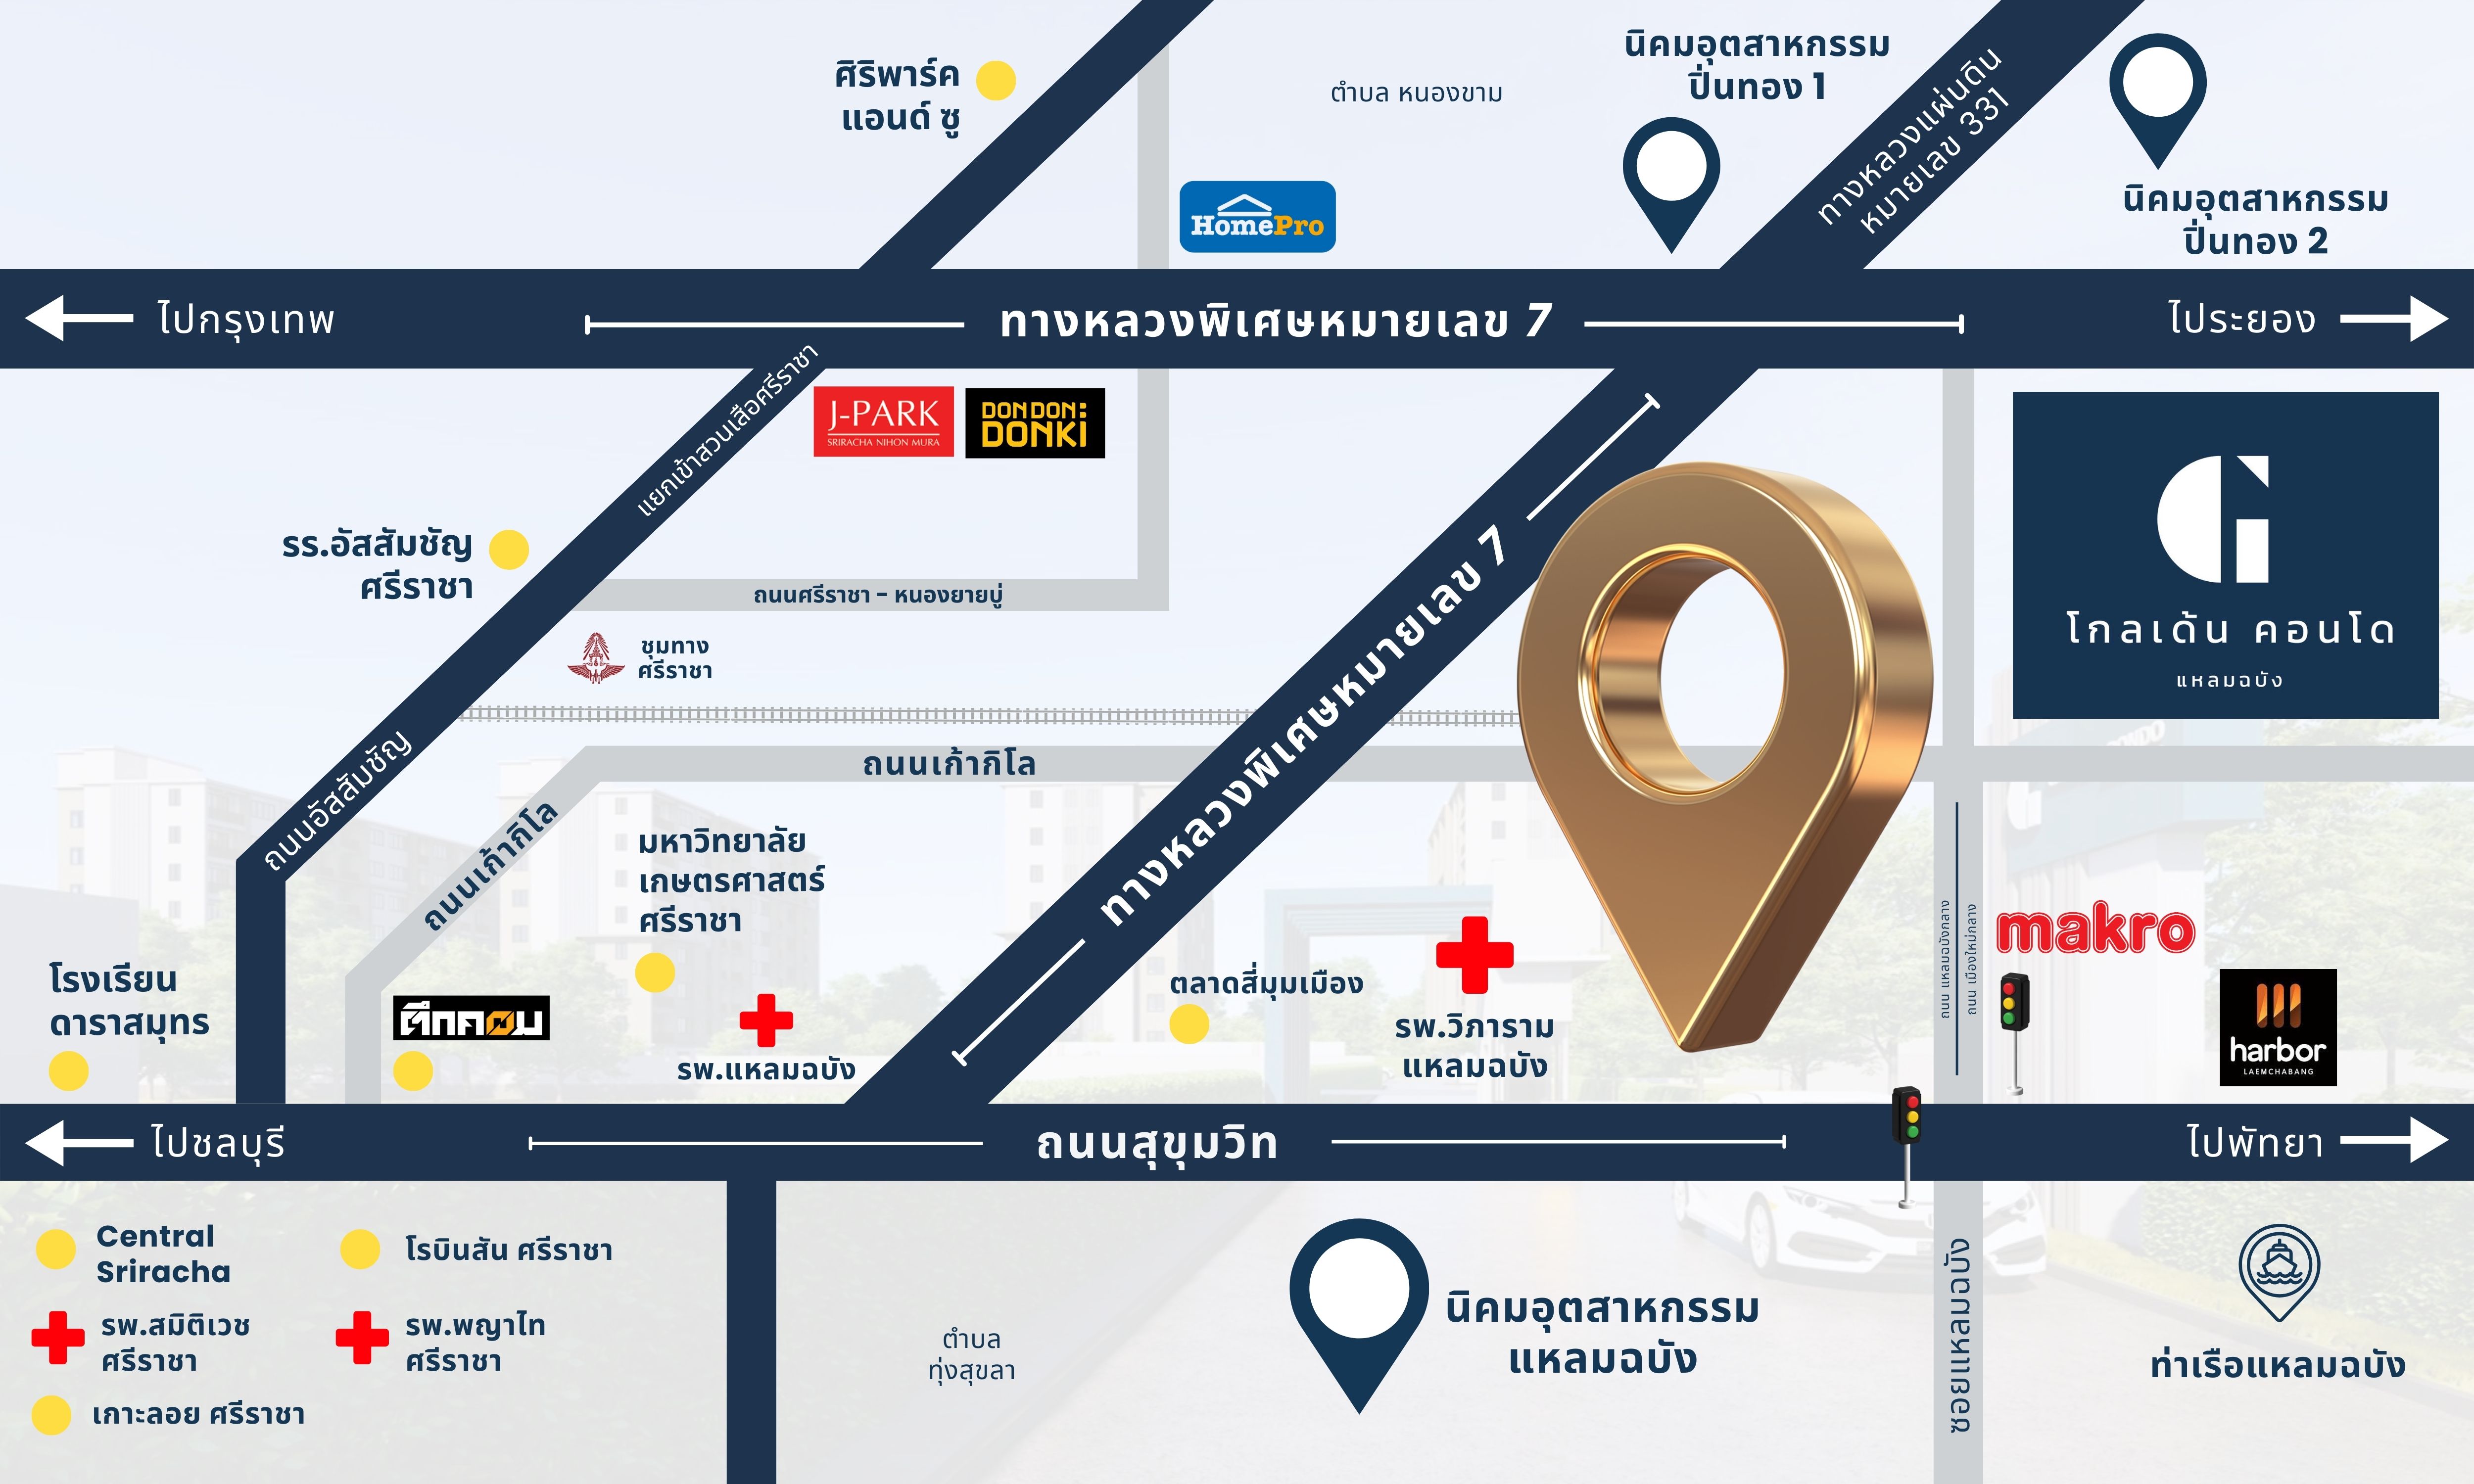 ศิริพาร์ค
แอนด์ ซู
ตำบล หนองขาม
นิคมอุตสาหกรรม
ปิ่นทอง 1
ทางหลวงแผ่นดิน
หมายเลข 331
นิคมอุตสาหกรรม
ปิ่นทอง 2
HomePro
ไปกรุงเทพ
ทางหลวงพิเศษหมายเลข 7
ไประยอง
แยกเข้าสวนเสือศรีราชา
J-PARK
SRIRACHA NIHON MURA
DON DON:
DONKI
โกลเด้น คอนโด
แหลมฉบัง
รร.อัสสัมชัญ
ศรีราชา
ถนนศรีราชา - หนองยายบู่
ชุมทาง
ศรีราชา
ทางหลวงพิเศษหมายเลข 7
ถนนอัสสัมชัญ
ถนนเก้ากิโล
ถนนเก้ากิโล
มหาวิทยาลัย
เกษตรศาสตร์
ศรีราชา
โรงเรียน
ดาราสมุทร
ตึกคอม
รพ.แหลมฉบัง
ตลาดสี่มุมเมือง
รพ.วิภาราม
แหลมฉบัง
ถนน แหลมฉบังกลาง
ถนน เมืองใหม่กลาง
makro
harbor
LAEMCHABANG
ไปชลบุรี
ถนนสุขุมวิท
ไปพัทยา
Central
Sriracha
โรบินสัน ศรีราชา
รพ.สมิติเวช
ศรีราชา
รพ.พญาไท
ศรีราชา
เกาะลอย ศรีราชา
ตำบล
ทุ่งสุขลา
นิคมอุตสาหกรรม
แหลมฉบัง
ซอยแหลมฉบัง
ท่าเรือแหลมฉบัง